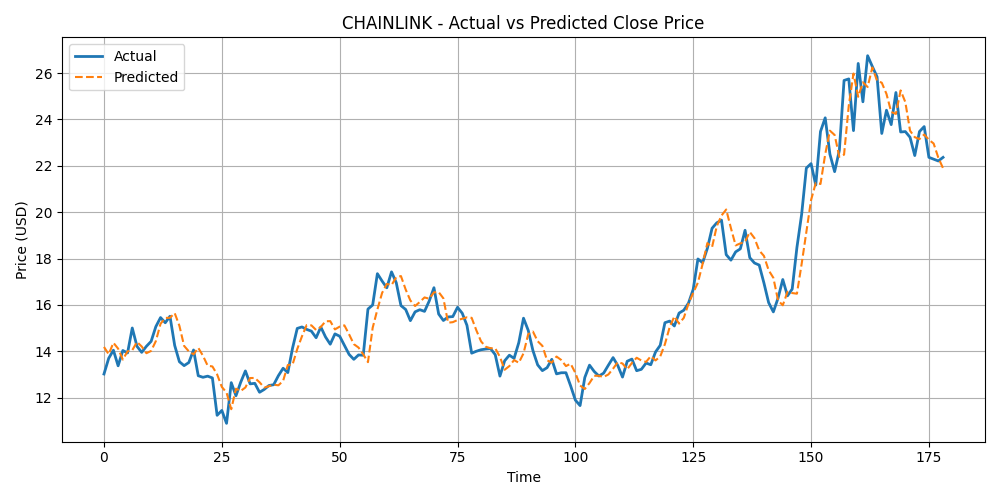 CHAINLINK - Actual vs Predicted Close Price
Actual
Predicted
Price (USD)
26
24
22
20
18
16
14
12
0 25 50 75 100 125 150 175
Time